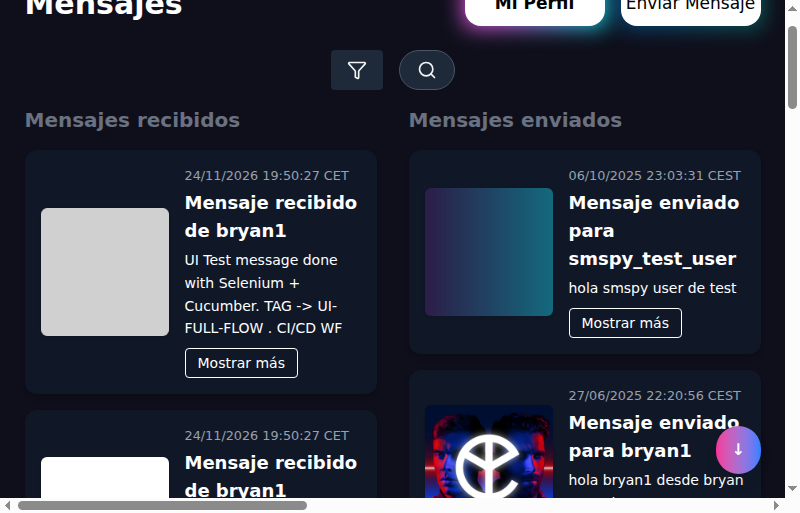 Mensajes
Mi Perfil
Enviar Mensaje
Mensajes recibidos
24/11/2026 19:50:27 CET
Mensaje recibido
de bryan1
UI Test message done
with Selenium +
Cucumber. TAG -> UI-
FULL-FLOW . CI/CD WF
Mostrar más
24/11/2026 19:50:27 CET
Mensaje recibido
de bryan1
Mensajes enviados
06/10/2025 23:03:31 CEST
Mensaje enviado
para
smspy_test_user
hola smspy user de test
Mostrar más
27/06/2025 22:20:56 CEST
Mensaje enviado
para bryan1
hola bryan1 desde bryan